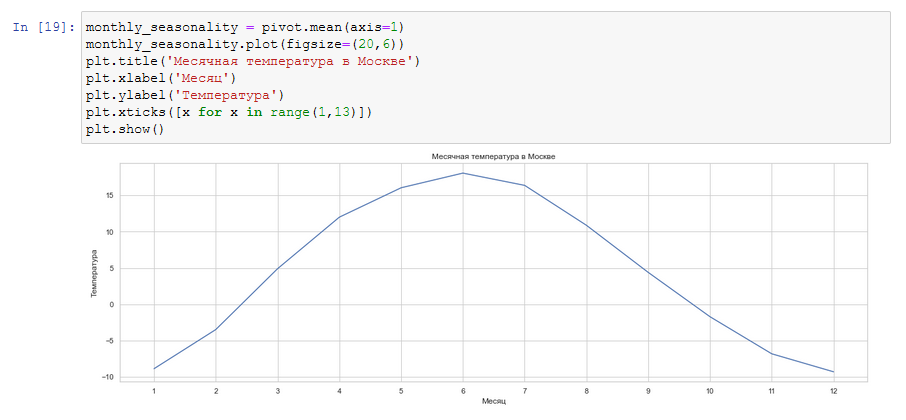 In [19]: monthly_seasonality = pivot.mean(axis=1)
monthly_seasonality.plot(figsize=(20,6))
plt.title('Месячная температура в Москве')
plt.xlabel('Месяц')
plt.ylabel('Температура')
plt.xticks([x for x in range(1,13)])
plt.show()
Месячная температура в Москве
Температура
15
10
5
0
−5
−10
1 2 3 4 5 6 7 8 9 10 11 12
Месяц